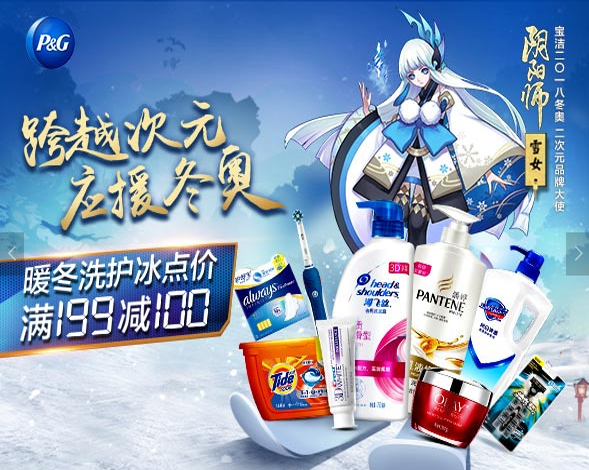 P&G
跨越次元
应援冬奥
阴阳师
雪女
宝洁二〇一八冬奥 二次元品牌大使
暖冬洗护冰点价
满199减100
always
head&
shoulders
海飞丝
PANTENE
潘婷
Tide
3DWHITE
OLAY